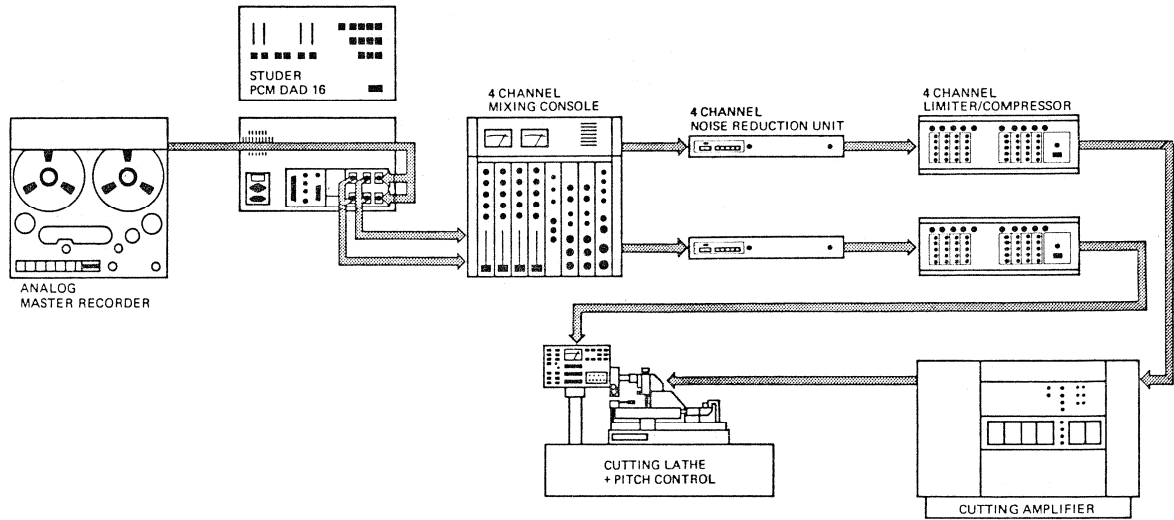 STUDER
PCM DAD 16
4 CHANNEL
MIXING CONSOLE
4 CHANNEL
NOISE REDUCTION UNIT
4 CHANNEL
LIMITER/COMPRESSOR
ANALOG
MASTER RECORDER
CUTTING LATHE
+ PITCH CONTROL
CUTTING AMPLIFIER